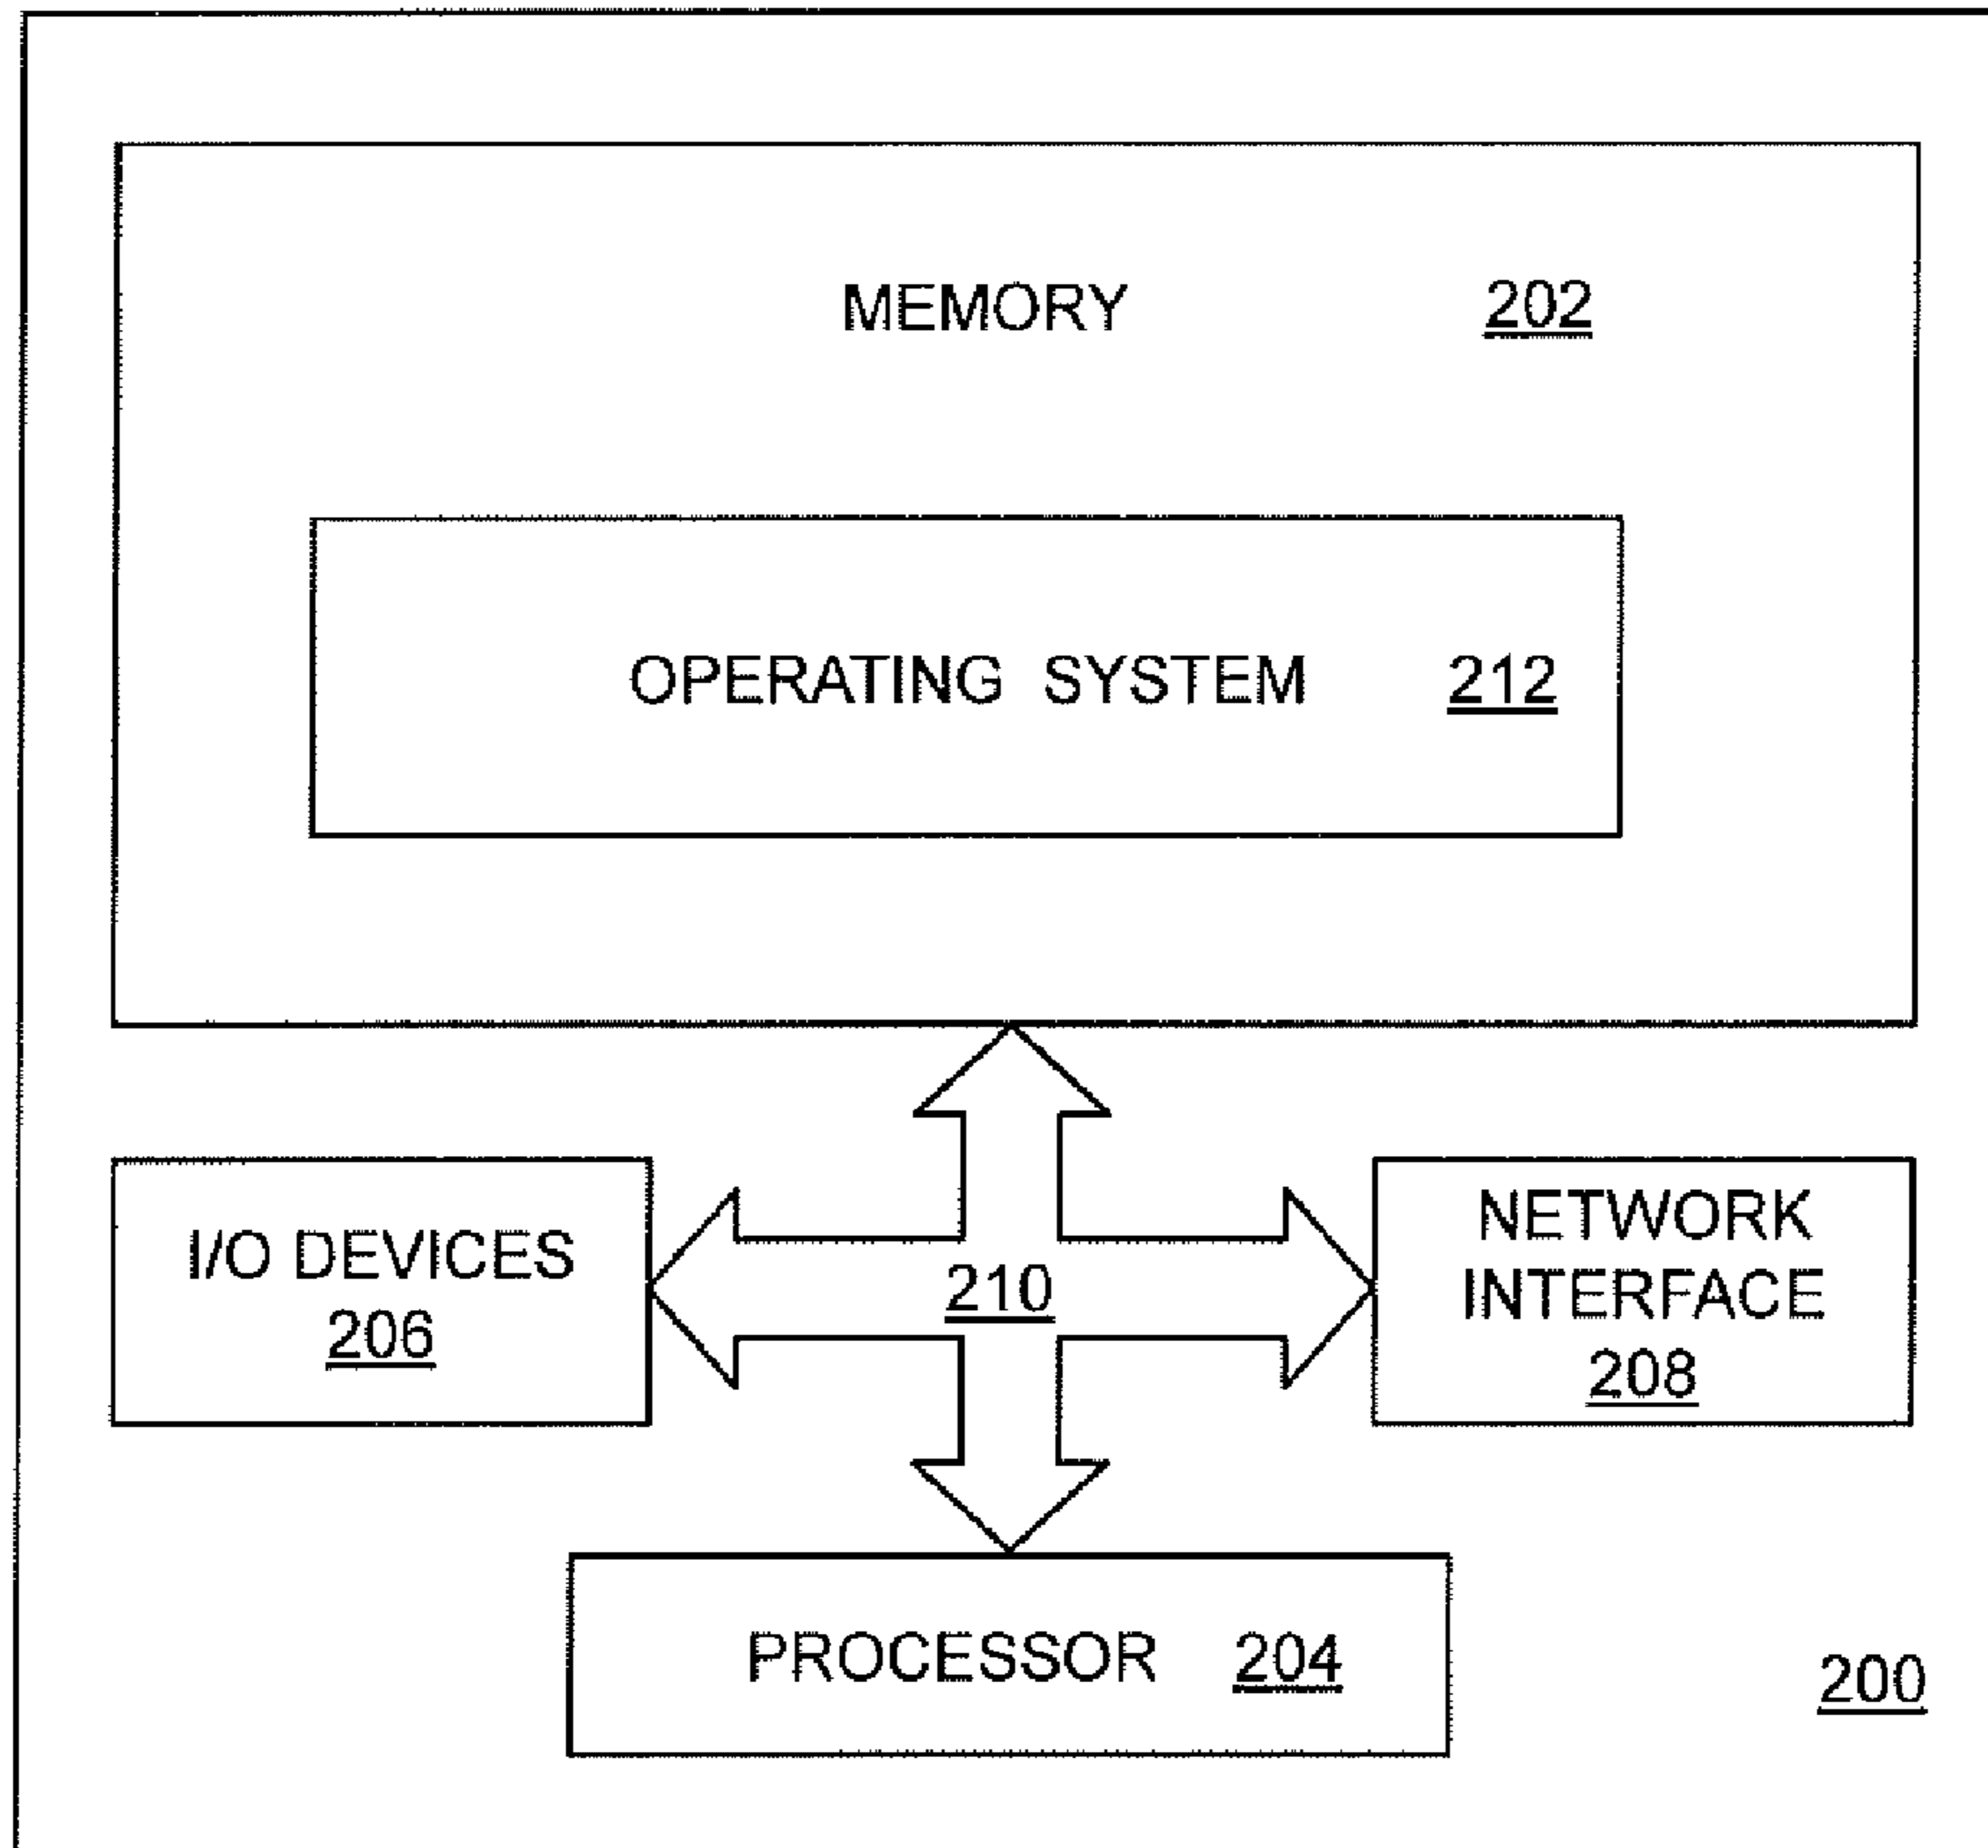 MEMORY 202
OPERATING SYSTEM 212
I/O DEVICES
206
210
NETWORK
INTERFACE
208
PROCESSOR 204
200